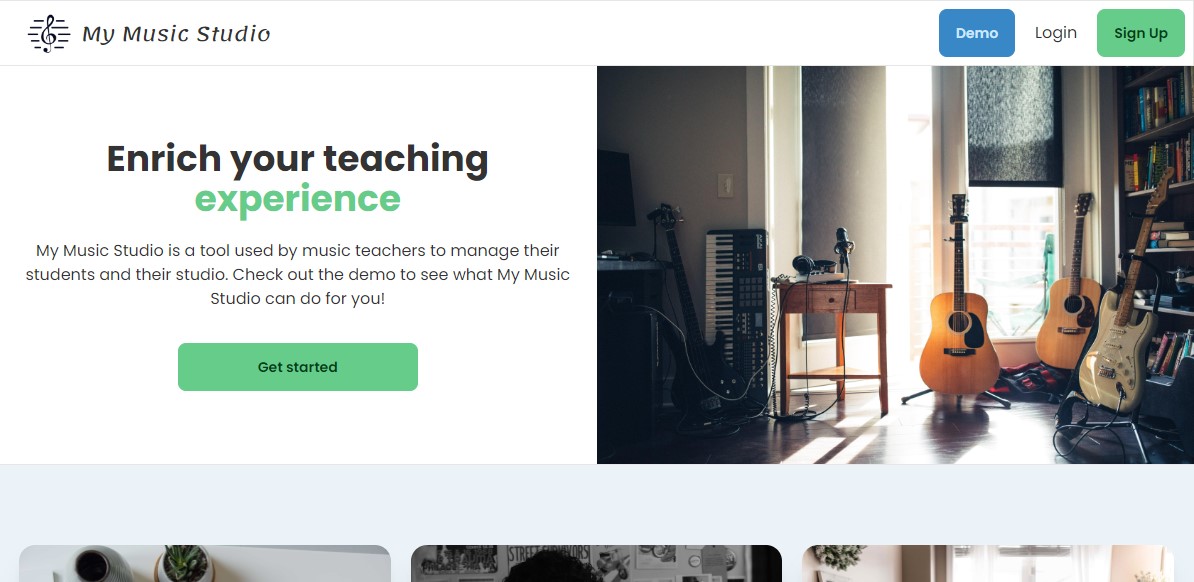 My Music Studio
Demo
Login
Sign Up
Enrich your teaching
experience
My Music Studio is a tool used by music teachers to manage their
students and their studio. Check out the demo to see what My Music
Studio can do for you!
Get started